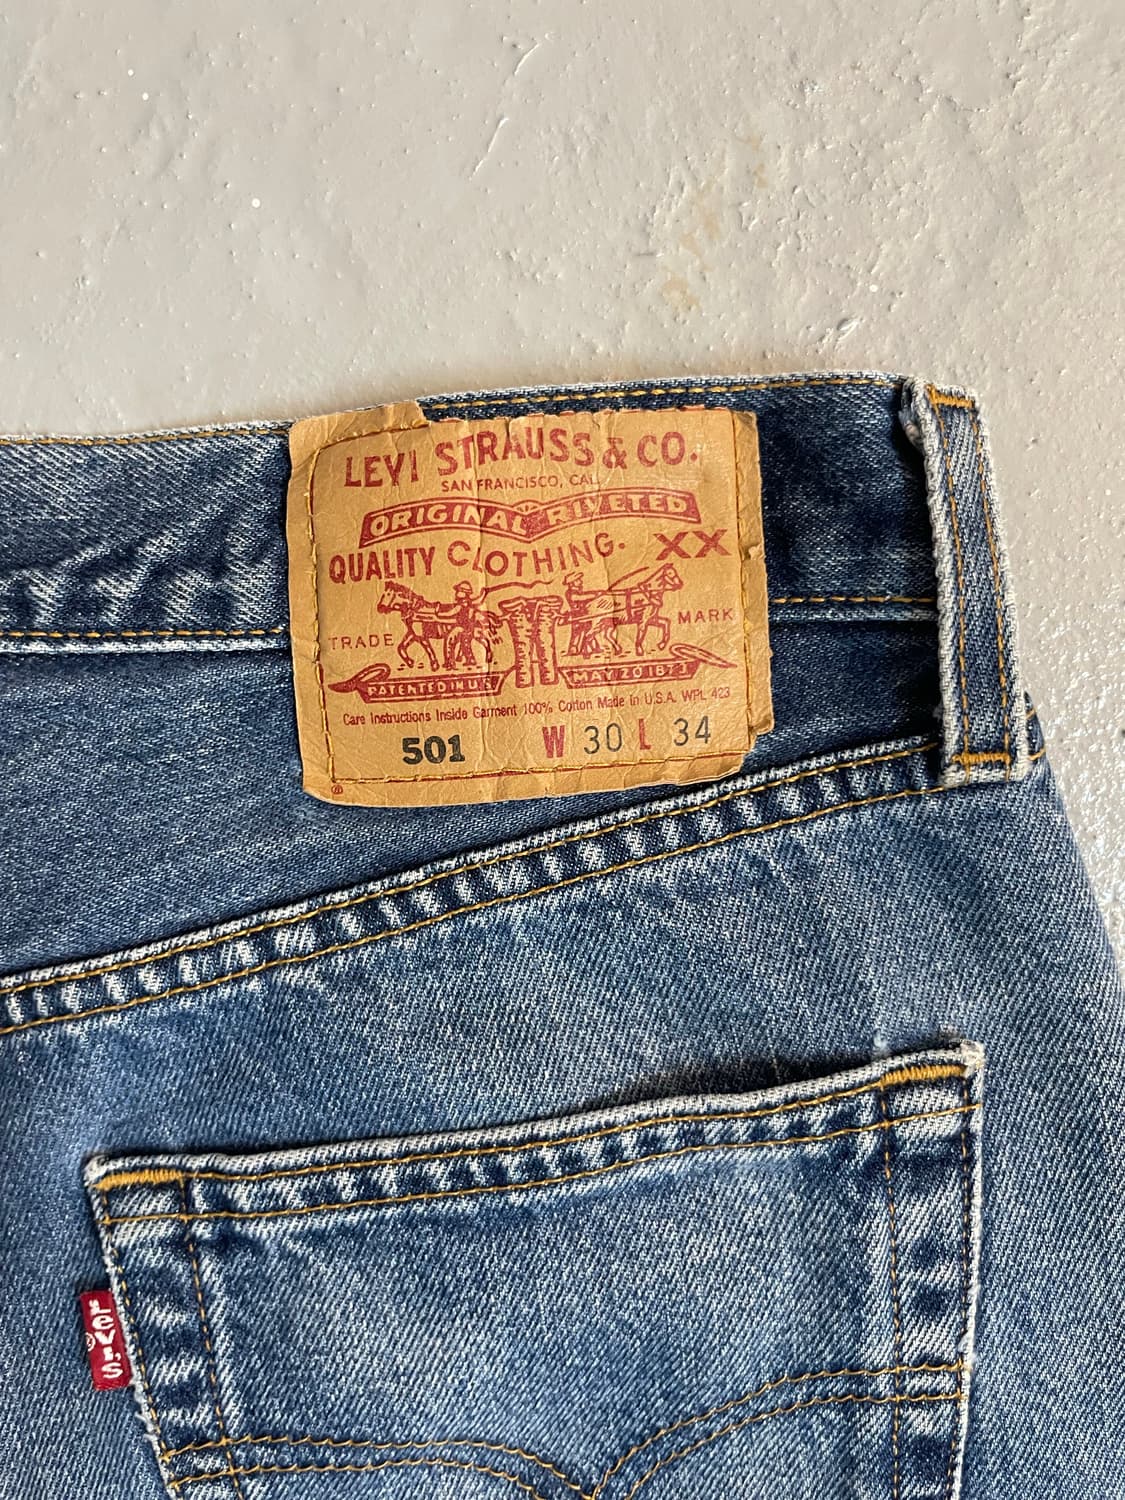 LEVI STRAUSS & CO.
SAN FRANCISCO, CAL.
ORIGINAL RIVETED
QUALITY CLOTHING. XX
TRADE MARK
PATENTED IN U.S. MAY 20 1873
Care Instructions Inside Garment 100% Cotton Made in U.S.A. WPL 423
501 W 30 L 34
®
LEVI'S
®